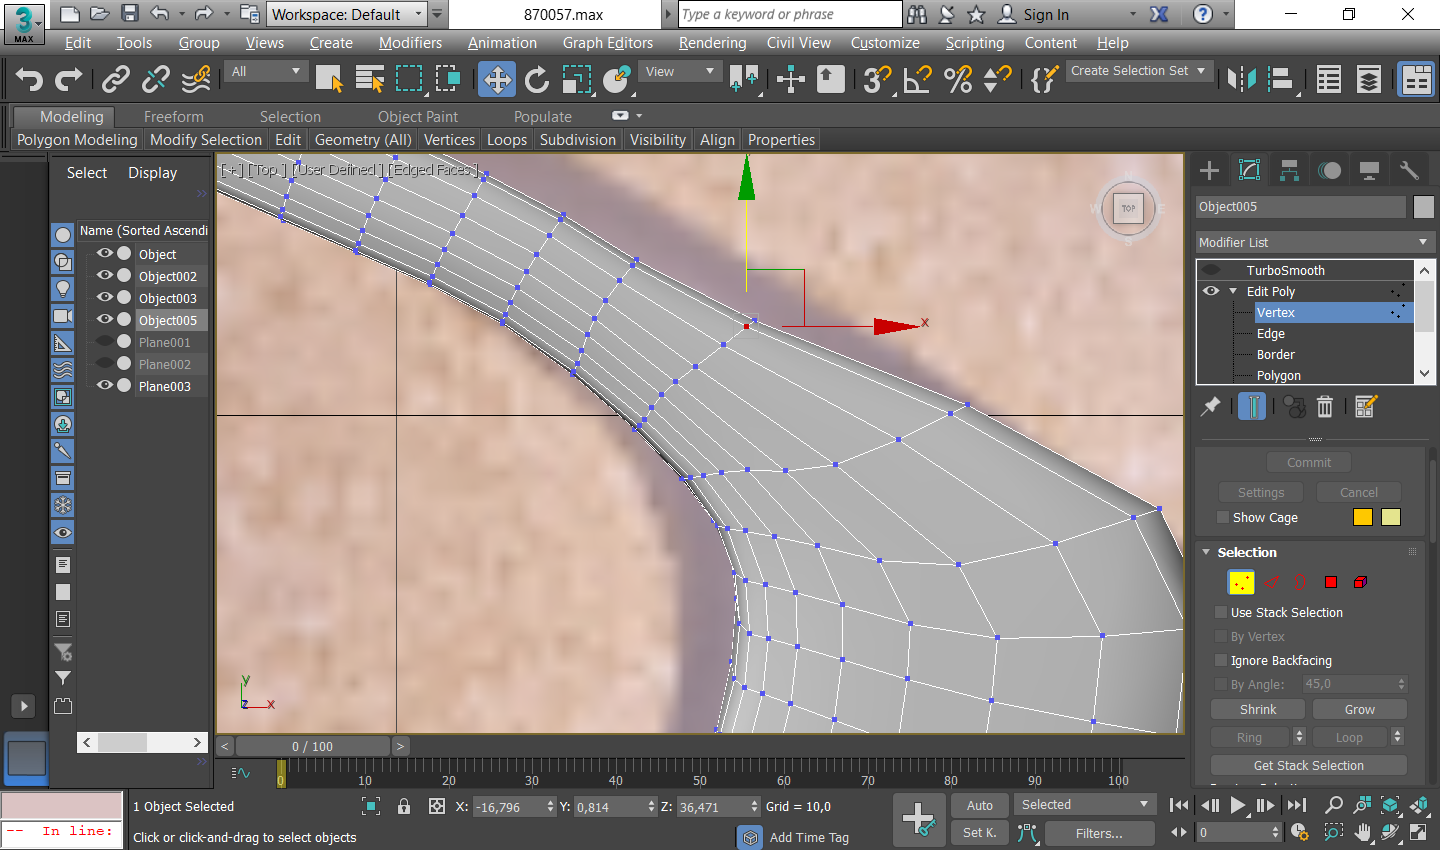 3
MAX
Workspace: Default
870057.max
Type a keyword or phrase
Sign In
Edit Tools Group Views Create Modifiers Animation Graph Editors Rendering Civil View Customize Scripting Content Help
All
View
Create Selection Set
Modeling Freeform Selection Object Paint Populate
Polygon Modeling Modify Selection Edit Geometry (All) Vertices Loops Subdivision Visibility Align Properties
Select Display
Name (Sorted Ascendi
Object
Object002
Object003
Object005
Plane001
Plane002
Plane003
[+] [Top] [User Defined] [Edged Faces]
TOP
W E
S
x
y
z x
Object005
Modifier List
TurboSmooth
Edit Poly
Vertex
Edge
Border
Polygon
Commit
Settings Cancel
Show Cage
Selection
Use Stack Selection
By Vertex
Ignore Backfacing
By Angle: 45,0
Shrink Grow
Ring Loop
Get Stack Selection
< 0 / 100 >
0 10 20 30 40 50 60 70 80 90 100
-- In line:
1 Object Selected
Click or click-and-drag to select objects
X: -16,796 Y: 0,814 Z: 36,471 Grid = 10,0
Add Time Tag
Auto Selected
Set K. Filters...
0